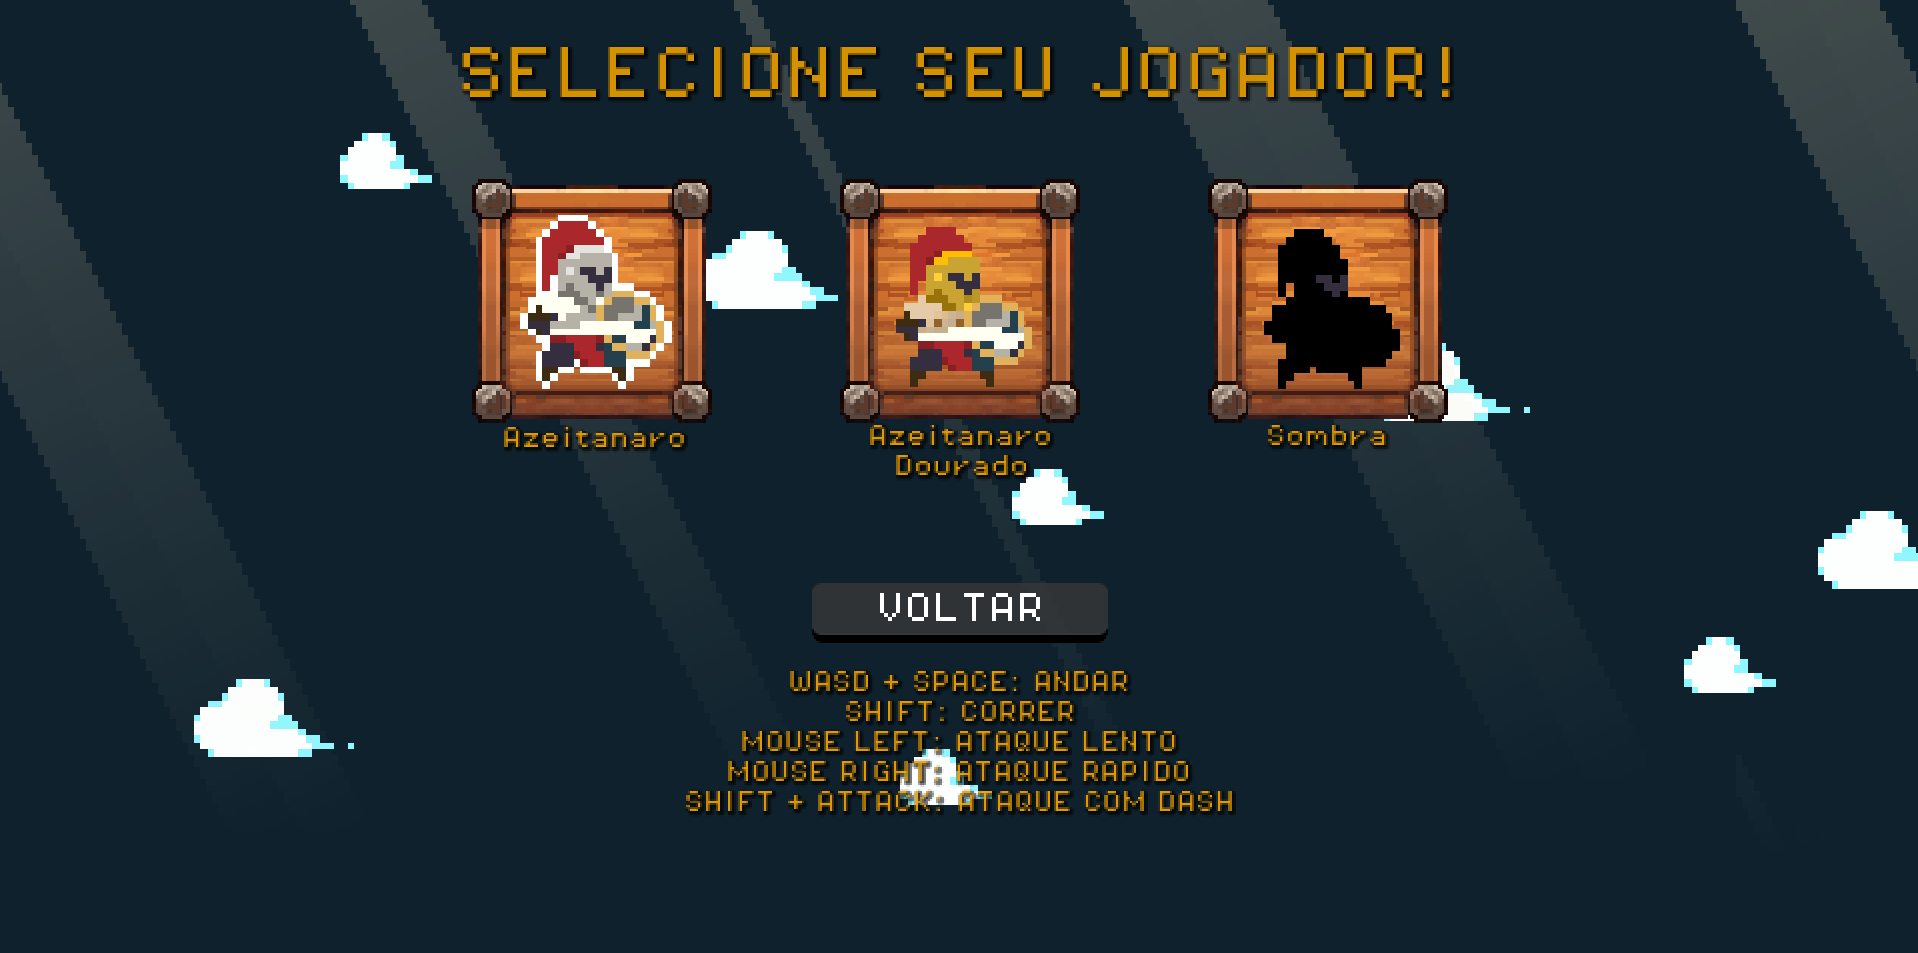 SELECIONE SEU JOGADOR!
Azeitanaro
Azeitanaro
Dourado
Sombra
VOLTAR
WASD + SPACE: ANDAR
SHIFT: CORRER
MOUSE LEFT: ATAQUE LENTO
MOUSE RIGHT: ATAQUE RAPIDO
SHIFT + ATTACK: ATAQUE COM DASH